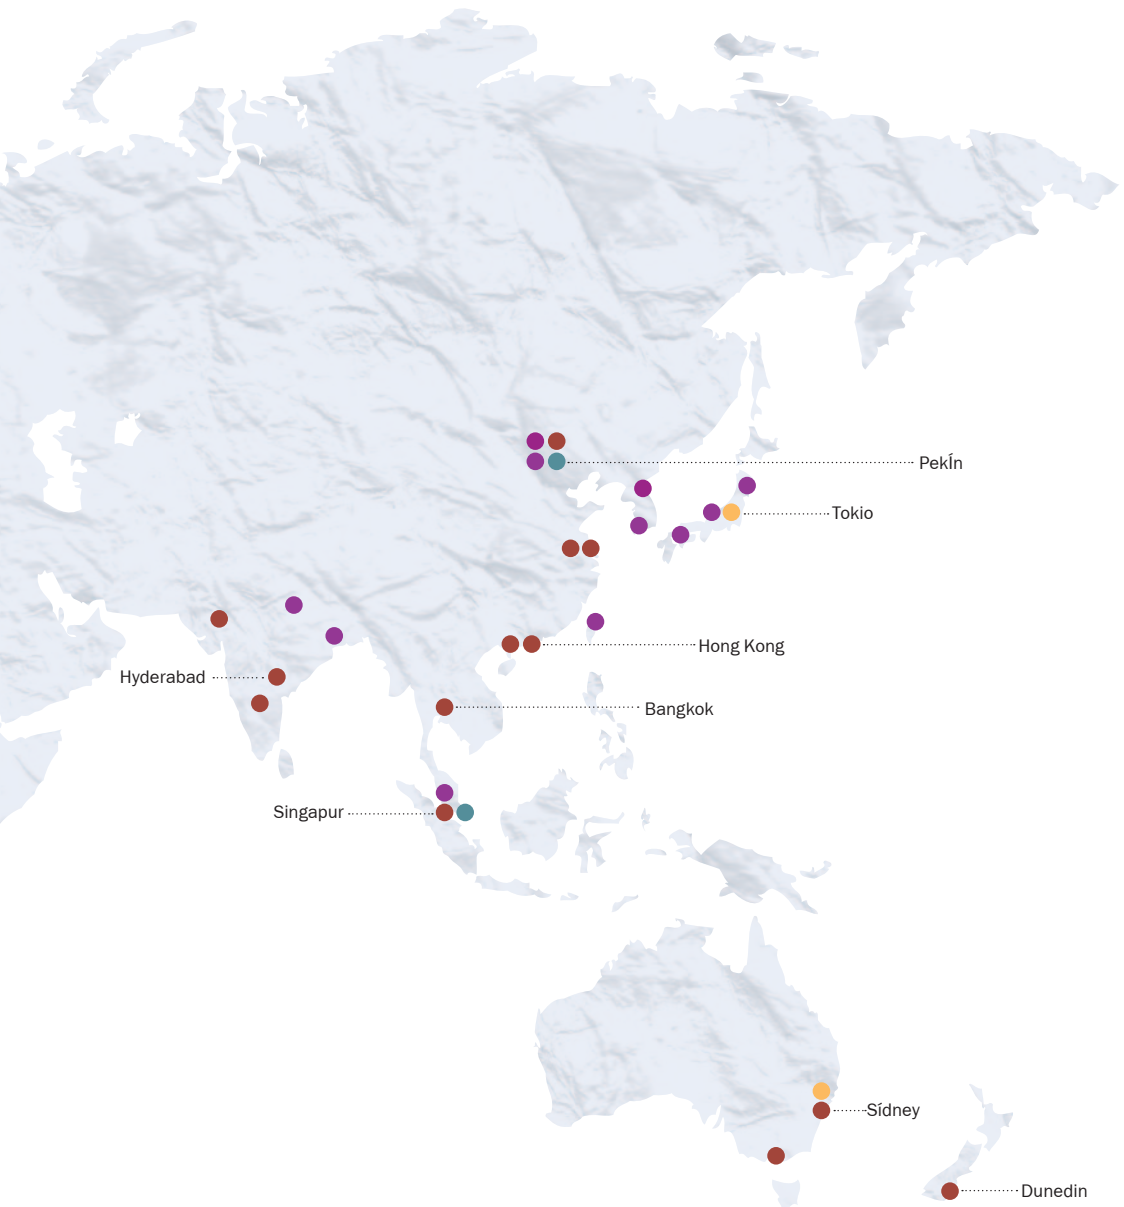 PekÍn
Tokio
Hong Kong
Hyderabad
Bangkok
Singapur
Sídney
Dunedin